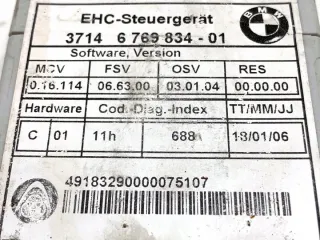 EHC-Steuergerät
BMW
3714 6 769 834 - 01
Software, Version
MCV FSV OSV RES
0.16.114 06.63.00 03.01.04 00.00.00
Hardware Cod.-Diag.-Index TT/MM/JJ
C 01 11h 688 18/01/06
49183290000075107